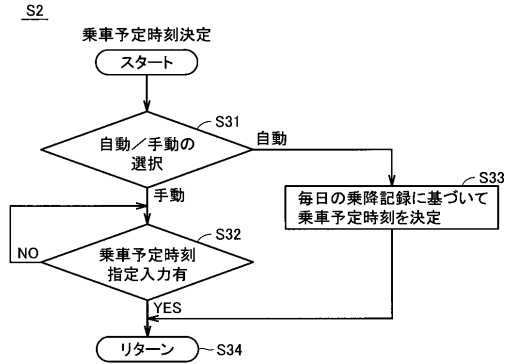 S2
乗車予定時刻決定
スタート
S31
自動／手動の
選択
自動
手動
S33
毎日の乗降記録に基づいて
乗車予定時刻を決定
S32
乗車予定時刻
指定入力有
NO
YES
リターン
S34